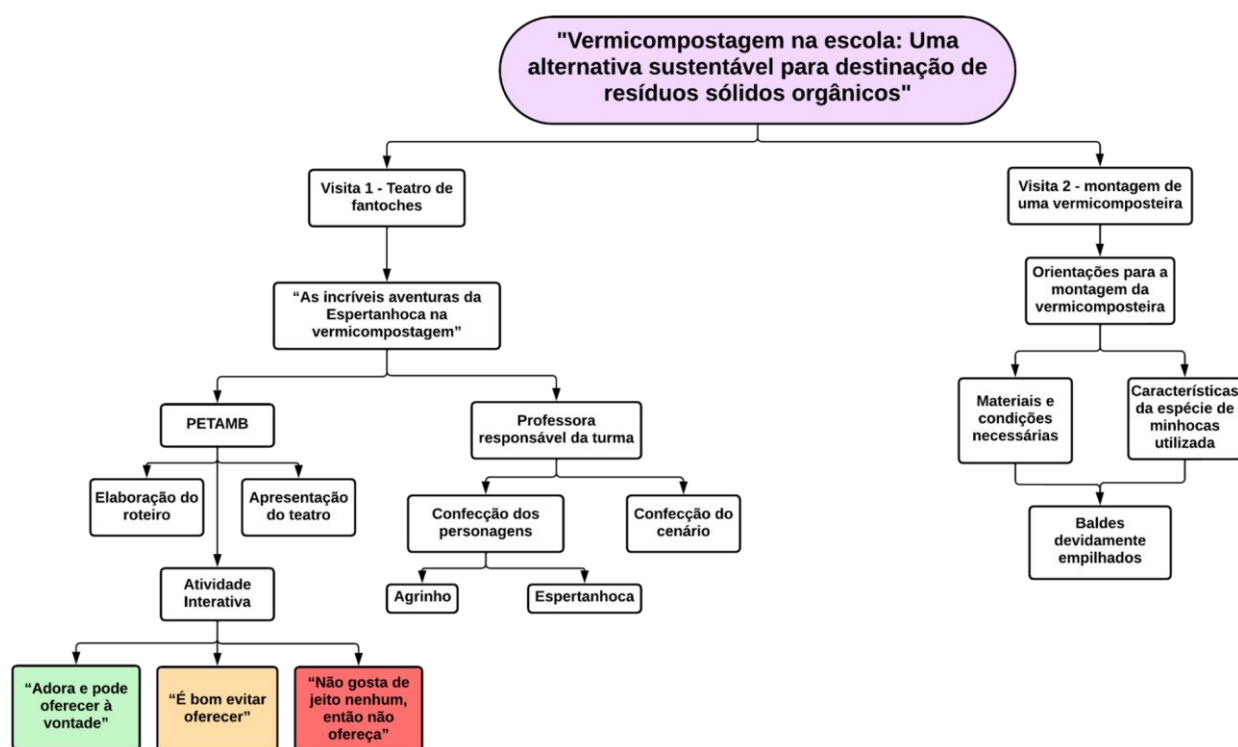 "Vermicompostagem na escola: Uma
alternativa sustentável para destinação de
resíduos sólidos orgânicos"
Visita 1 - Teatro de
fantoches
Visita 2 - montagem de
uma vermicomposteira
“As incríveis aventuras da
Espertanhoca na
vermicompostagem”
Orientações para a
montagem da
vermicomposteira
PETAMB
Professora
responsável da turma
Materiais e
condições
necessárias
Características
da espécie de
minhocas
utilizada
Elaboração do
roteiro
Apresentação
do teatro
Confecção dos
personagens
Confecção do
cenário
Baldes
devidamente
empilhados
Atividade
Interativa
Agrinho
Espertanhoca
“Adora e pode
oferecer à
vontade”
“É bom evitar
oferecer”
“Não gosta de
jeito nenhum,
então não
ofereça”